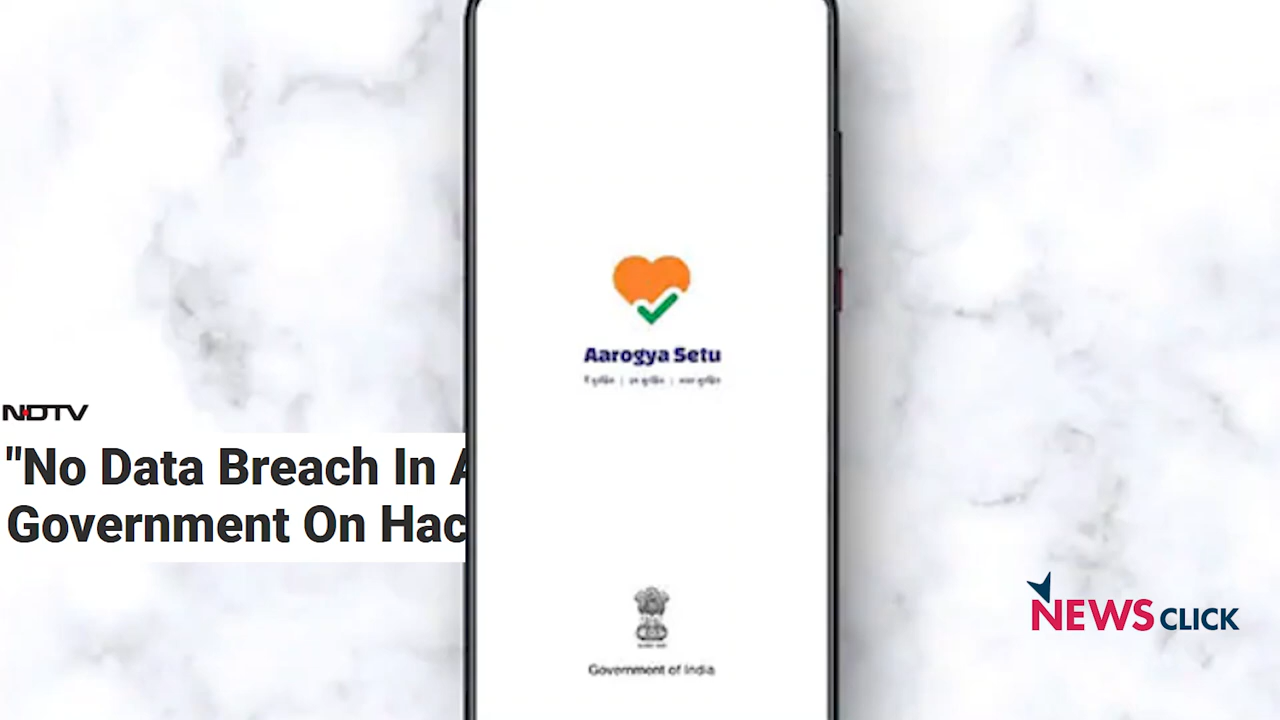 NDTV
"No Data Breach In A
Government On Hac
Aarogya Setu
Government of India
NEWS CLICK